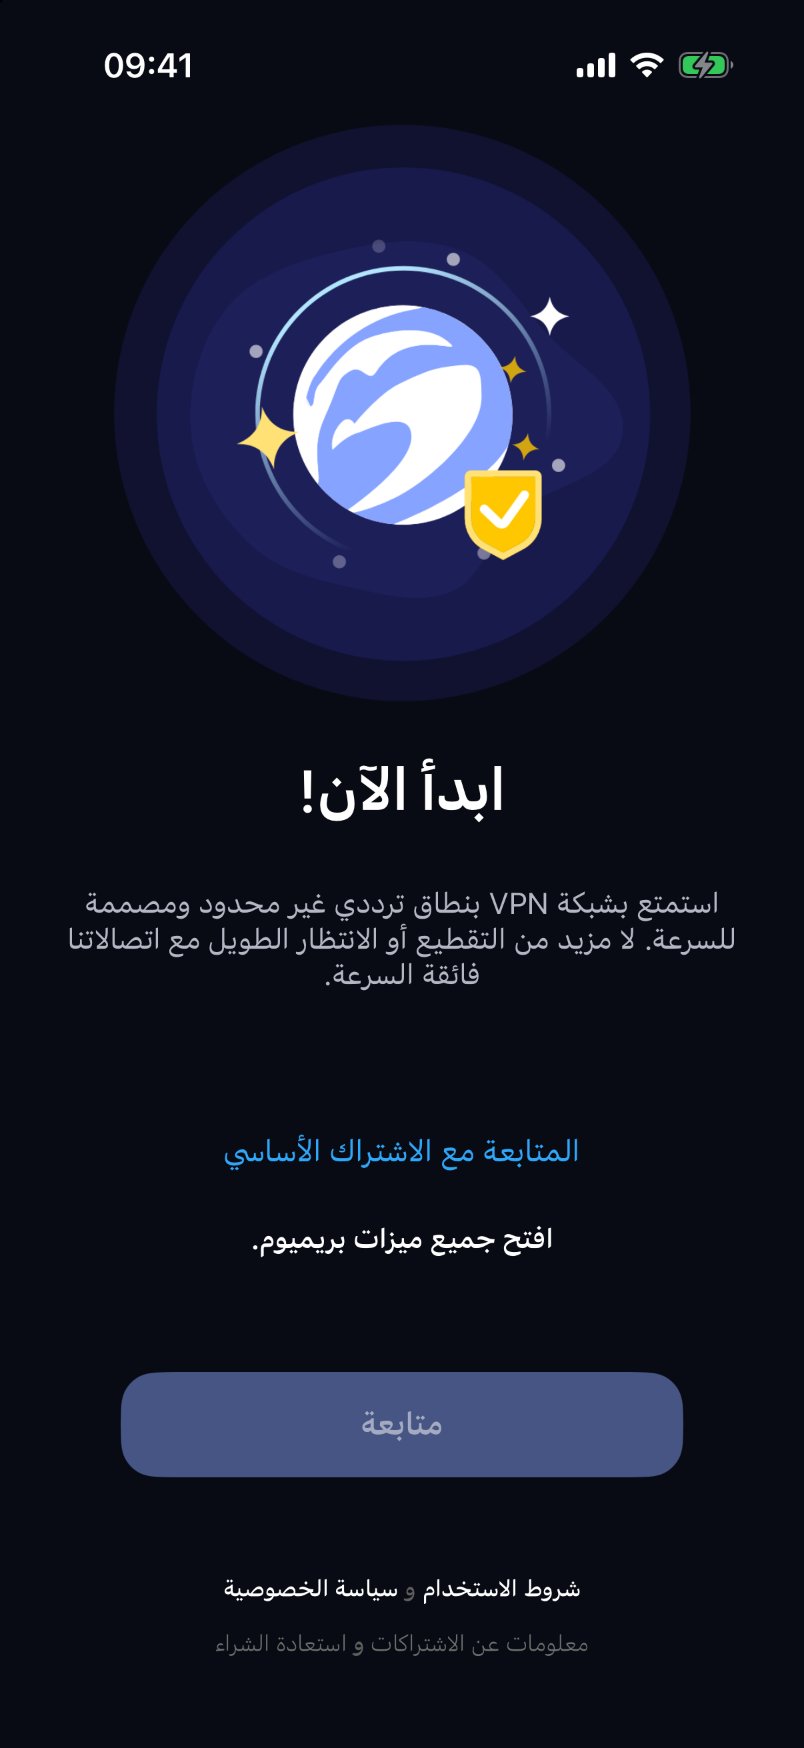 09:41
ابدأ الآن!
استمتع بشبكة VPN بنطاق ترددي غير محدود ومصممة
للسرعة. لا مزيد من التقطيع أو الانتظار الطويل مع اتصالاتنا
فائقة السرعة.
المتابعة مع الاشتراك الأساسي
افتح جميع ميزات بريميوم.
متابعة
شروط الاستخدام و سياسة الخصوصية
معلومات عن الاشتراكات و استعادة الشراء